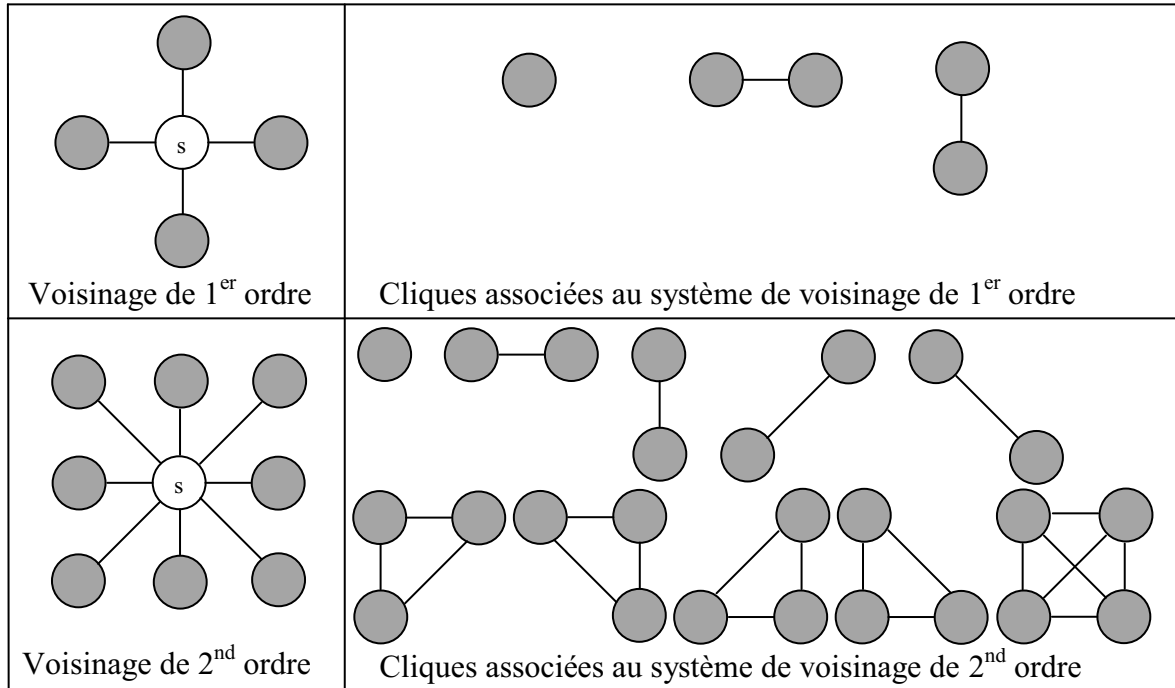 s
Voisinage de 1er ordre
Cliques associées au système de voisinage de 1er ordre
s
Voisinage de 2nd ordre
Cliques associées au système de voisinage de 2nd ordre